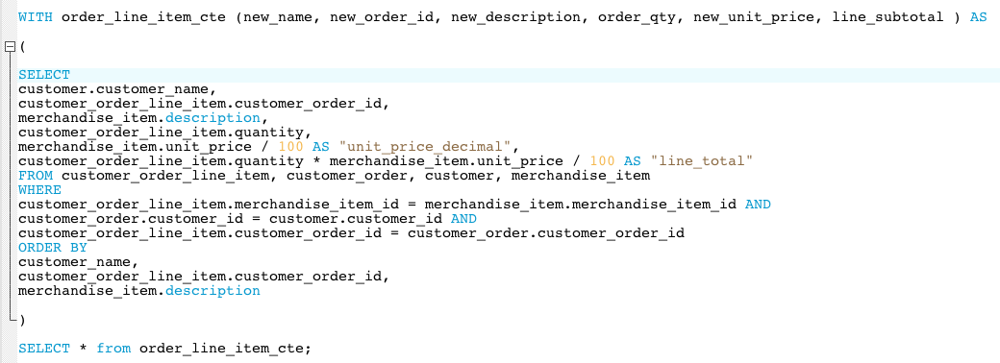 WITH order_line_item_cte (new_name, new_order_id, new_description, order_qty, new_unit_price, line_subtotal ) AS
(
SELECT
customer.customer_name,
customer_order_line_item.customer_order_id,
merchandise_item.description,
customer_order_line_item.quantity,
merchandise_item.unit_price / 100 AS "unit_price_decimal",
customer_order_line_item.quantity * merchandise_item.unit_price / 100 AS "line_total"
FROM customer_order_line_item, customer_order, customer, merchandise_item
WHERE
customer_order_line_item.merchandise_item_id = merchandise_item.merchandise_item_id AND
customer_order.customer_id = customer.customer_id AND
customer_order_line_item.customer_order_id = customer_order.customer_order_id
ORDER BY
customer_name,
customer_order_line_item.customer_order_id,
merchandise_item.description
)
SELECT * from order_line_item_cte;